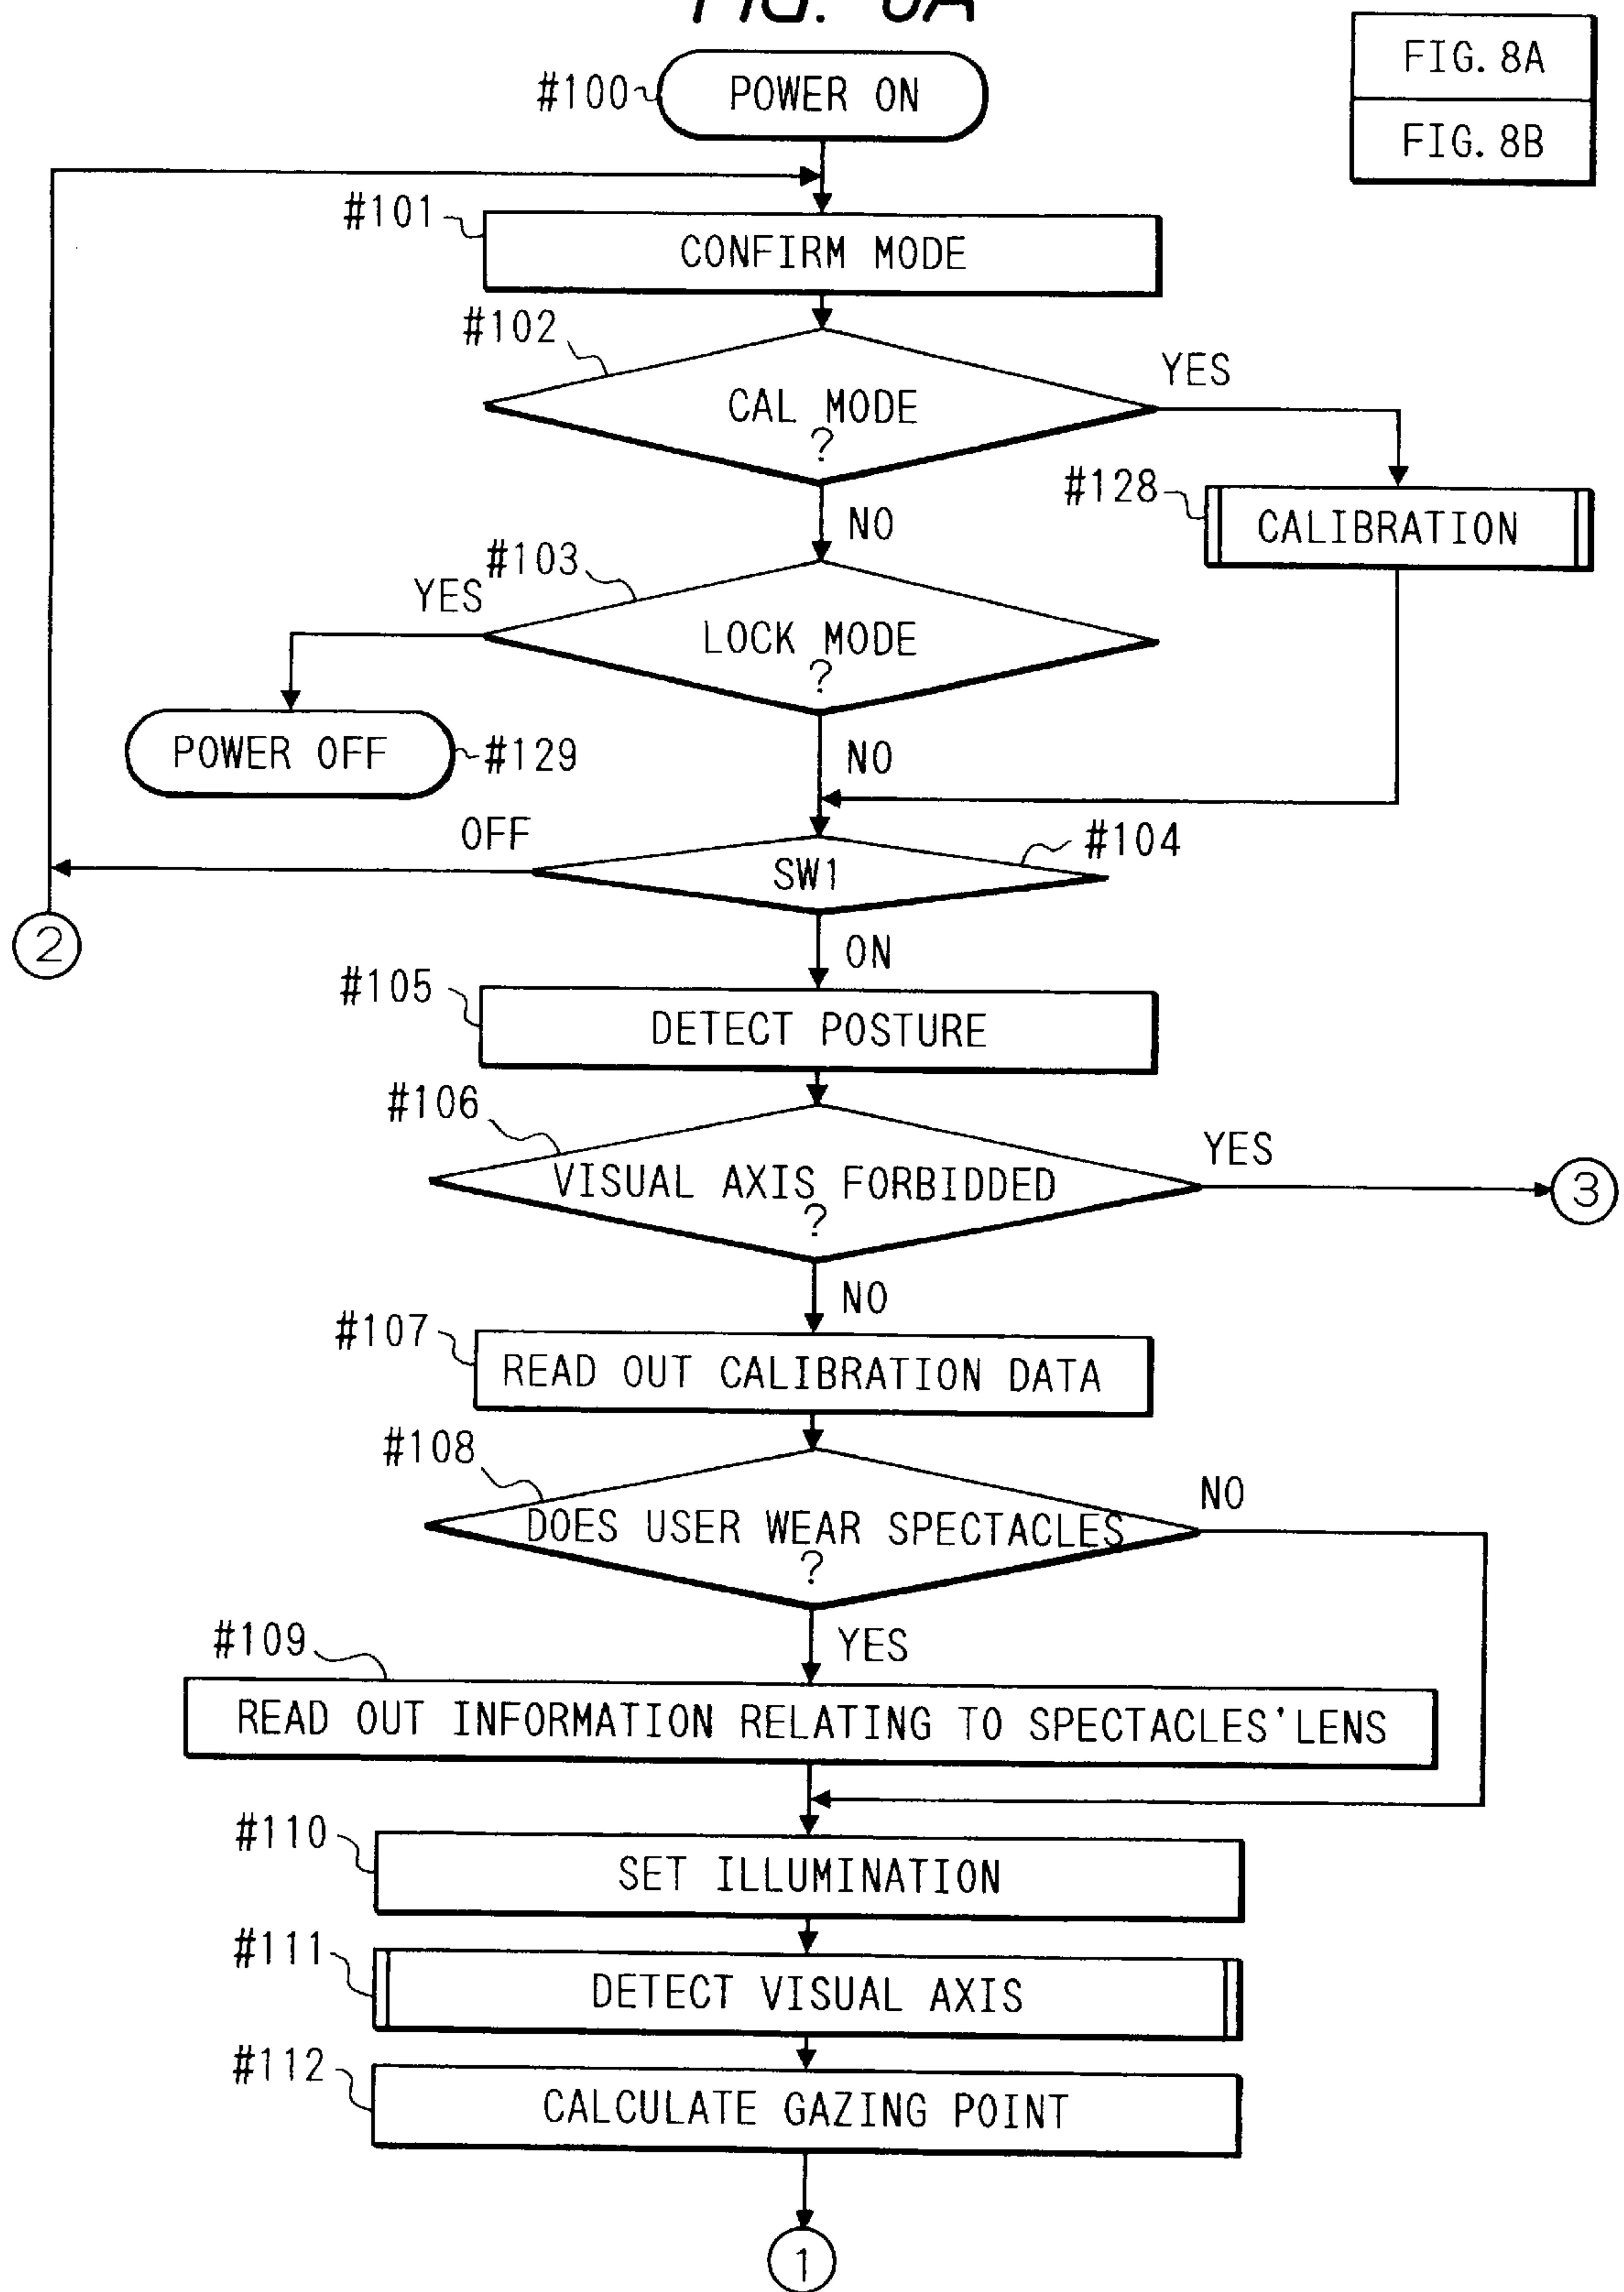 FIG. 8A
FIG. 8A
FIG. 8B
#100
POWER ON
#101
CONFIRM MODE
#102
CAL MODE
?
YES
NO
#128
CALIBRATION
#103
YES
LOCK MODE
?
POWER OFF
#129
NO
OFF
SW1
#104
2
ON
#105
DETECT POSTURE
#106
VISUAL AXIS FORBIDDED
?
YES
3
NO
#107
READ OUT CALIBRATION DATA
#108
DOES USER WEAR SPECTACLES
?
NO
YES
#109
READ OUT INFORMATION RELATING TO SPECTACLES'LENS
#110
SET ILLUMINATION
#111
DETECT VISUAL AXIS
#112
CALCULATE GAZING POINT
1